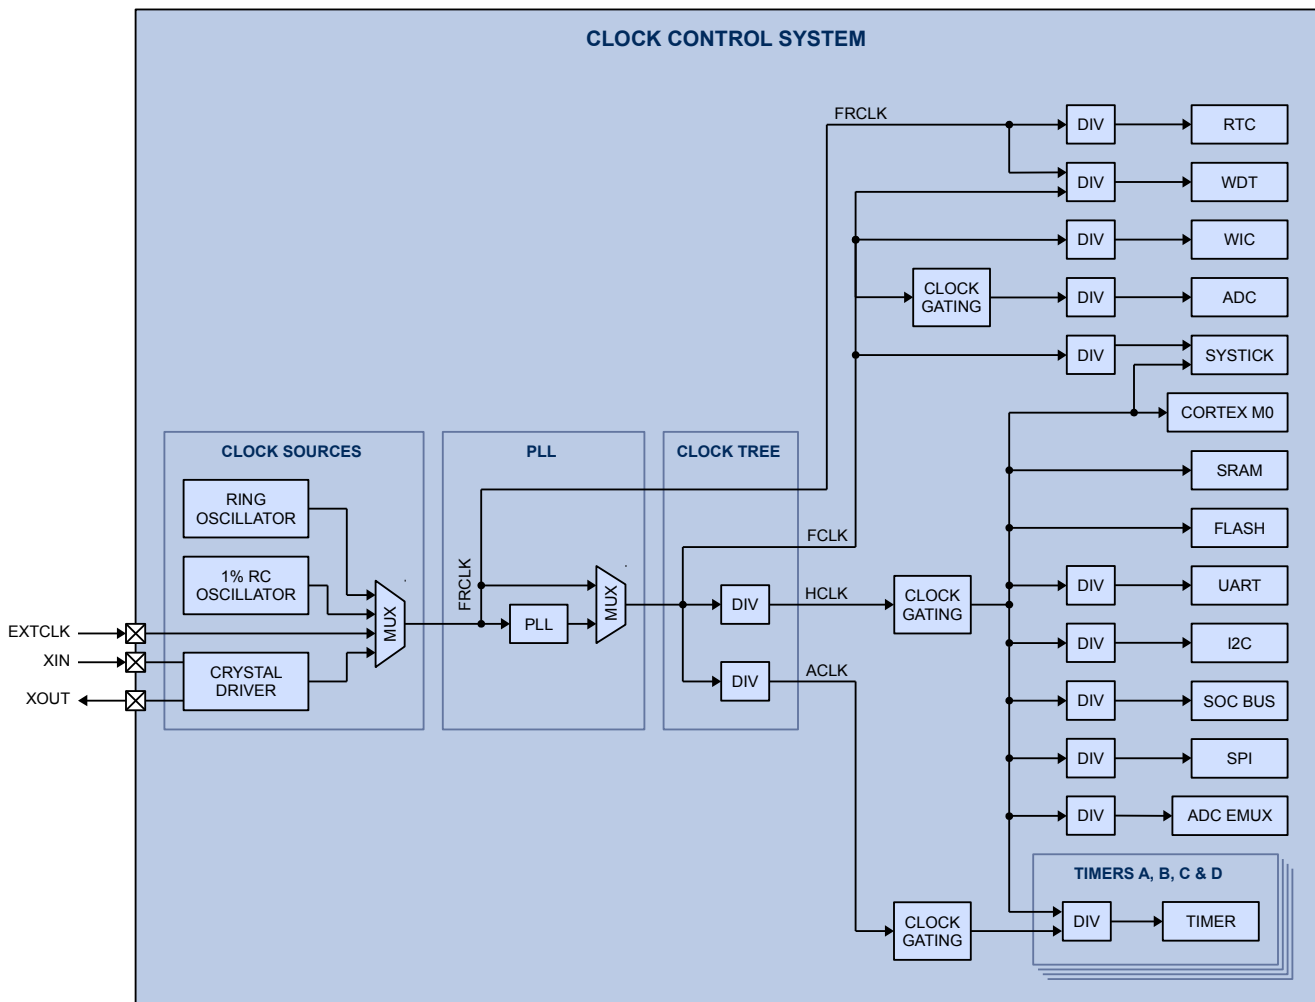 CLOCK CONTROL SYSTEM
FRCLK
DIV
RTC
DIV
WDT
DIV
WIC
CLOCK
GATING
DIV
ADC
DIV
SYSTICK
CORTEX M0
SRAM
FLASH
CLOCK SOURCES
RING
OSCILLATOR
1% RC
OSCILLATOR
CRYSTAL
DRIVER
MUX
EXTCLK
XIN
XOUT
PLL
FRCLK
PLL
MUX
CLOCK TREE
FCLK
DIV
HCLK
DIV
ACLK
CLOCK
GATING
DIV
UART
DIV
I2C
DIV
SOC BUS
DIV
SPI
DIV
ADC EMUX
CLOCK
GATING
TIMERS A, B, C & D
DIV
TIMER